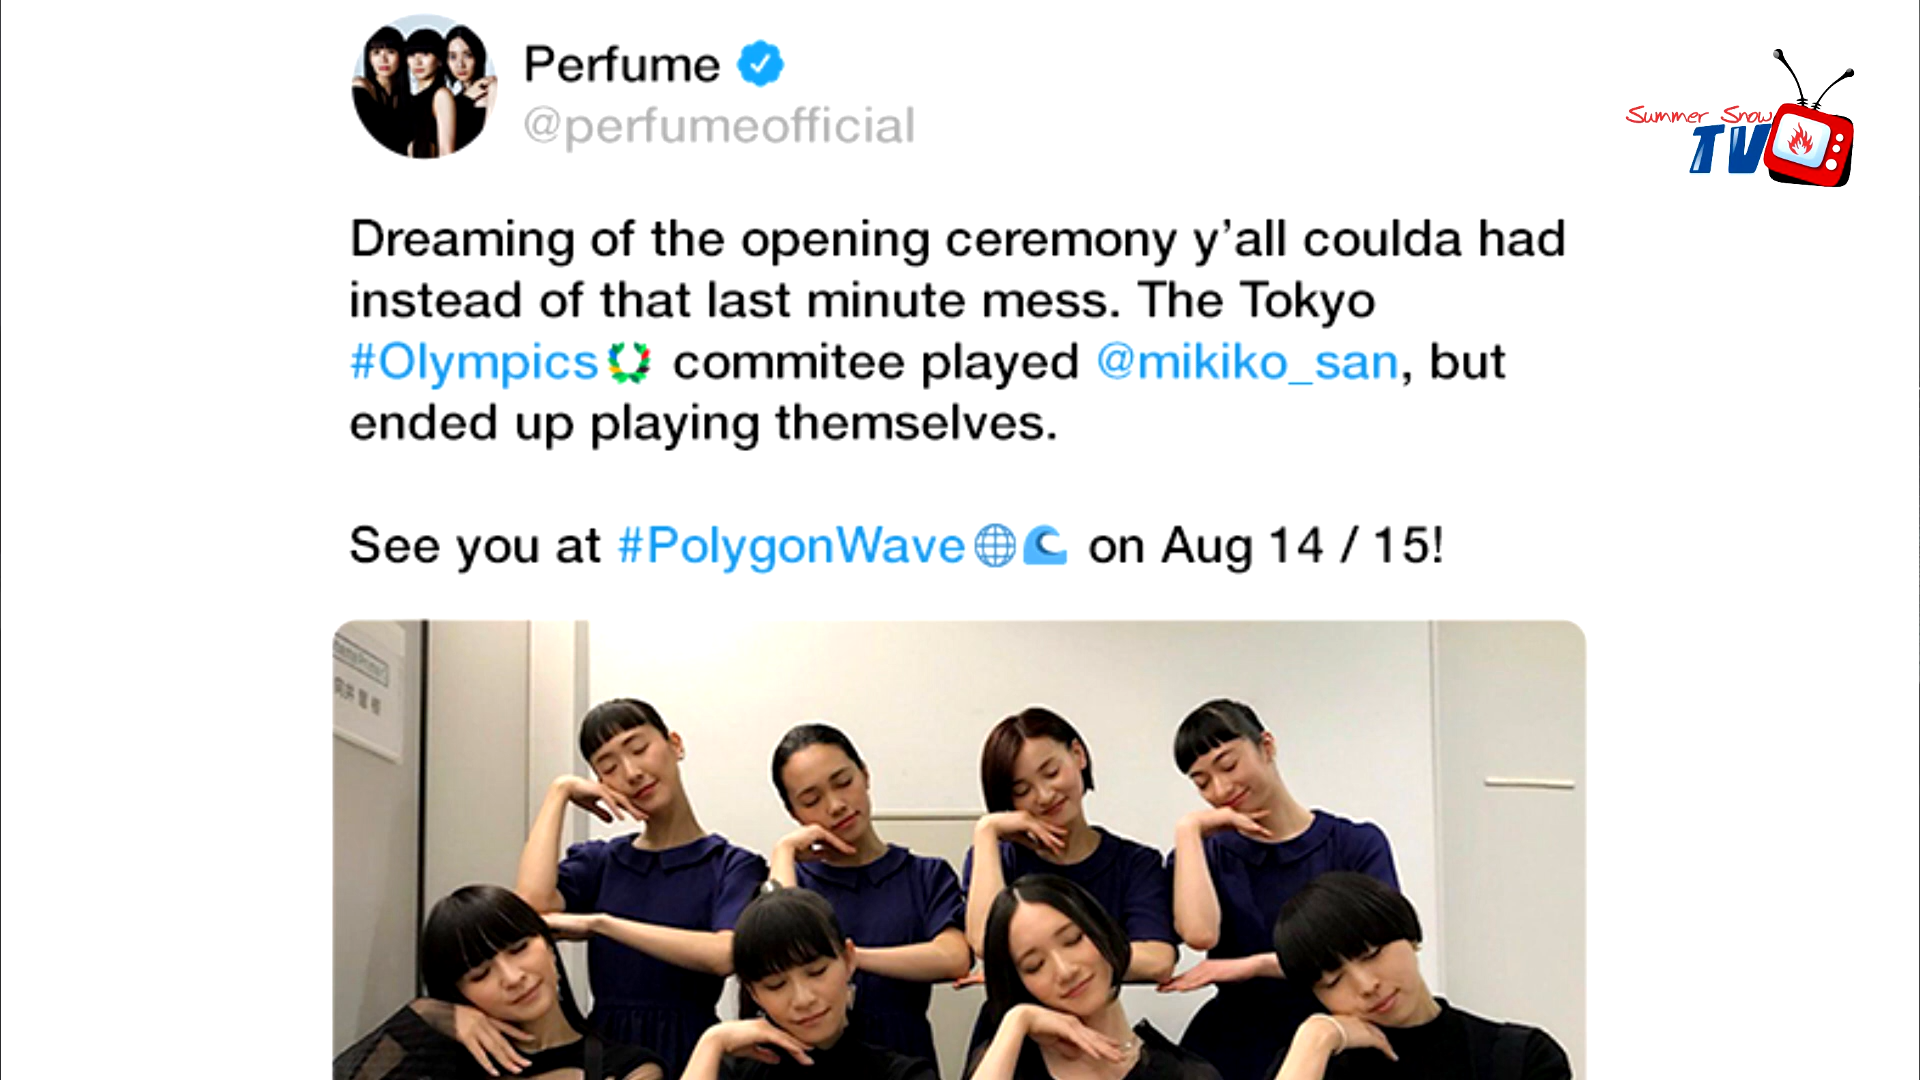 Perfume
@perfumeofficial
Summer Snow
TV
Dreaming of the opening ceremony y’all coulda had
instead of that last minute mess. The Tokyo
#Olympics commitee played @mikiko_san, but
ended up playing themselves.
See you at #PolygonWave🌐🌊 on Aug 14 / 15!